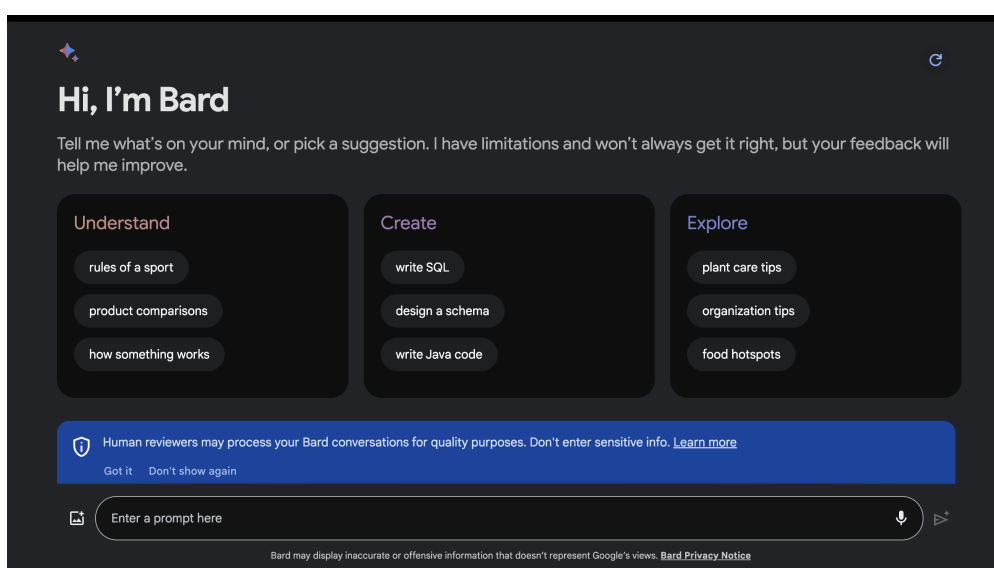 Hi, I'm Bard
Tell me what's on your mind, or pick a suggestion. I have limitations and won't always get it right, but your feedback will
help me improve.
Understand
rules of a sport
product comparisons
how something works
Create
write SQL
design a schema
write Java code
Explore
plant care tips
organization tips
food hotspots
Human reviewers may process your Bard conversations for quality purposes. Don't enter sensitive info. Learn more
Got it Don't show again
Enter a prompt here
Bard may display inaccurate or offensive information that doesn't represent Google's views. Bard Privacy Notice